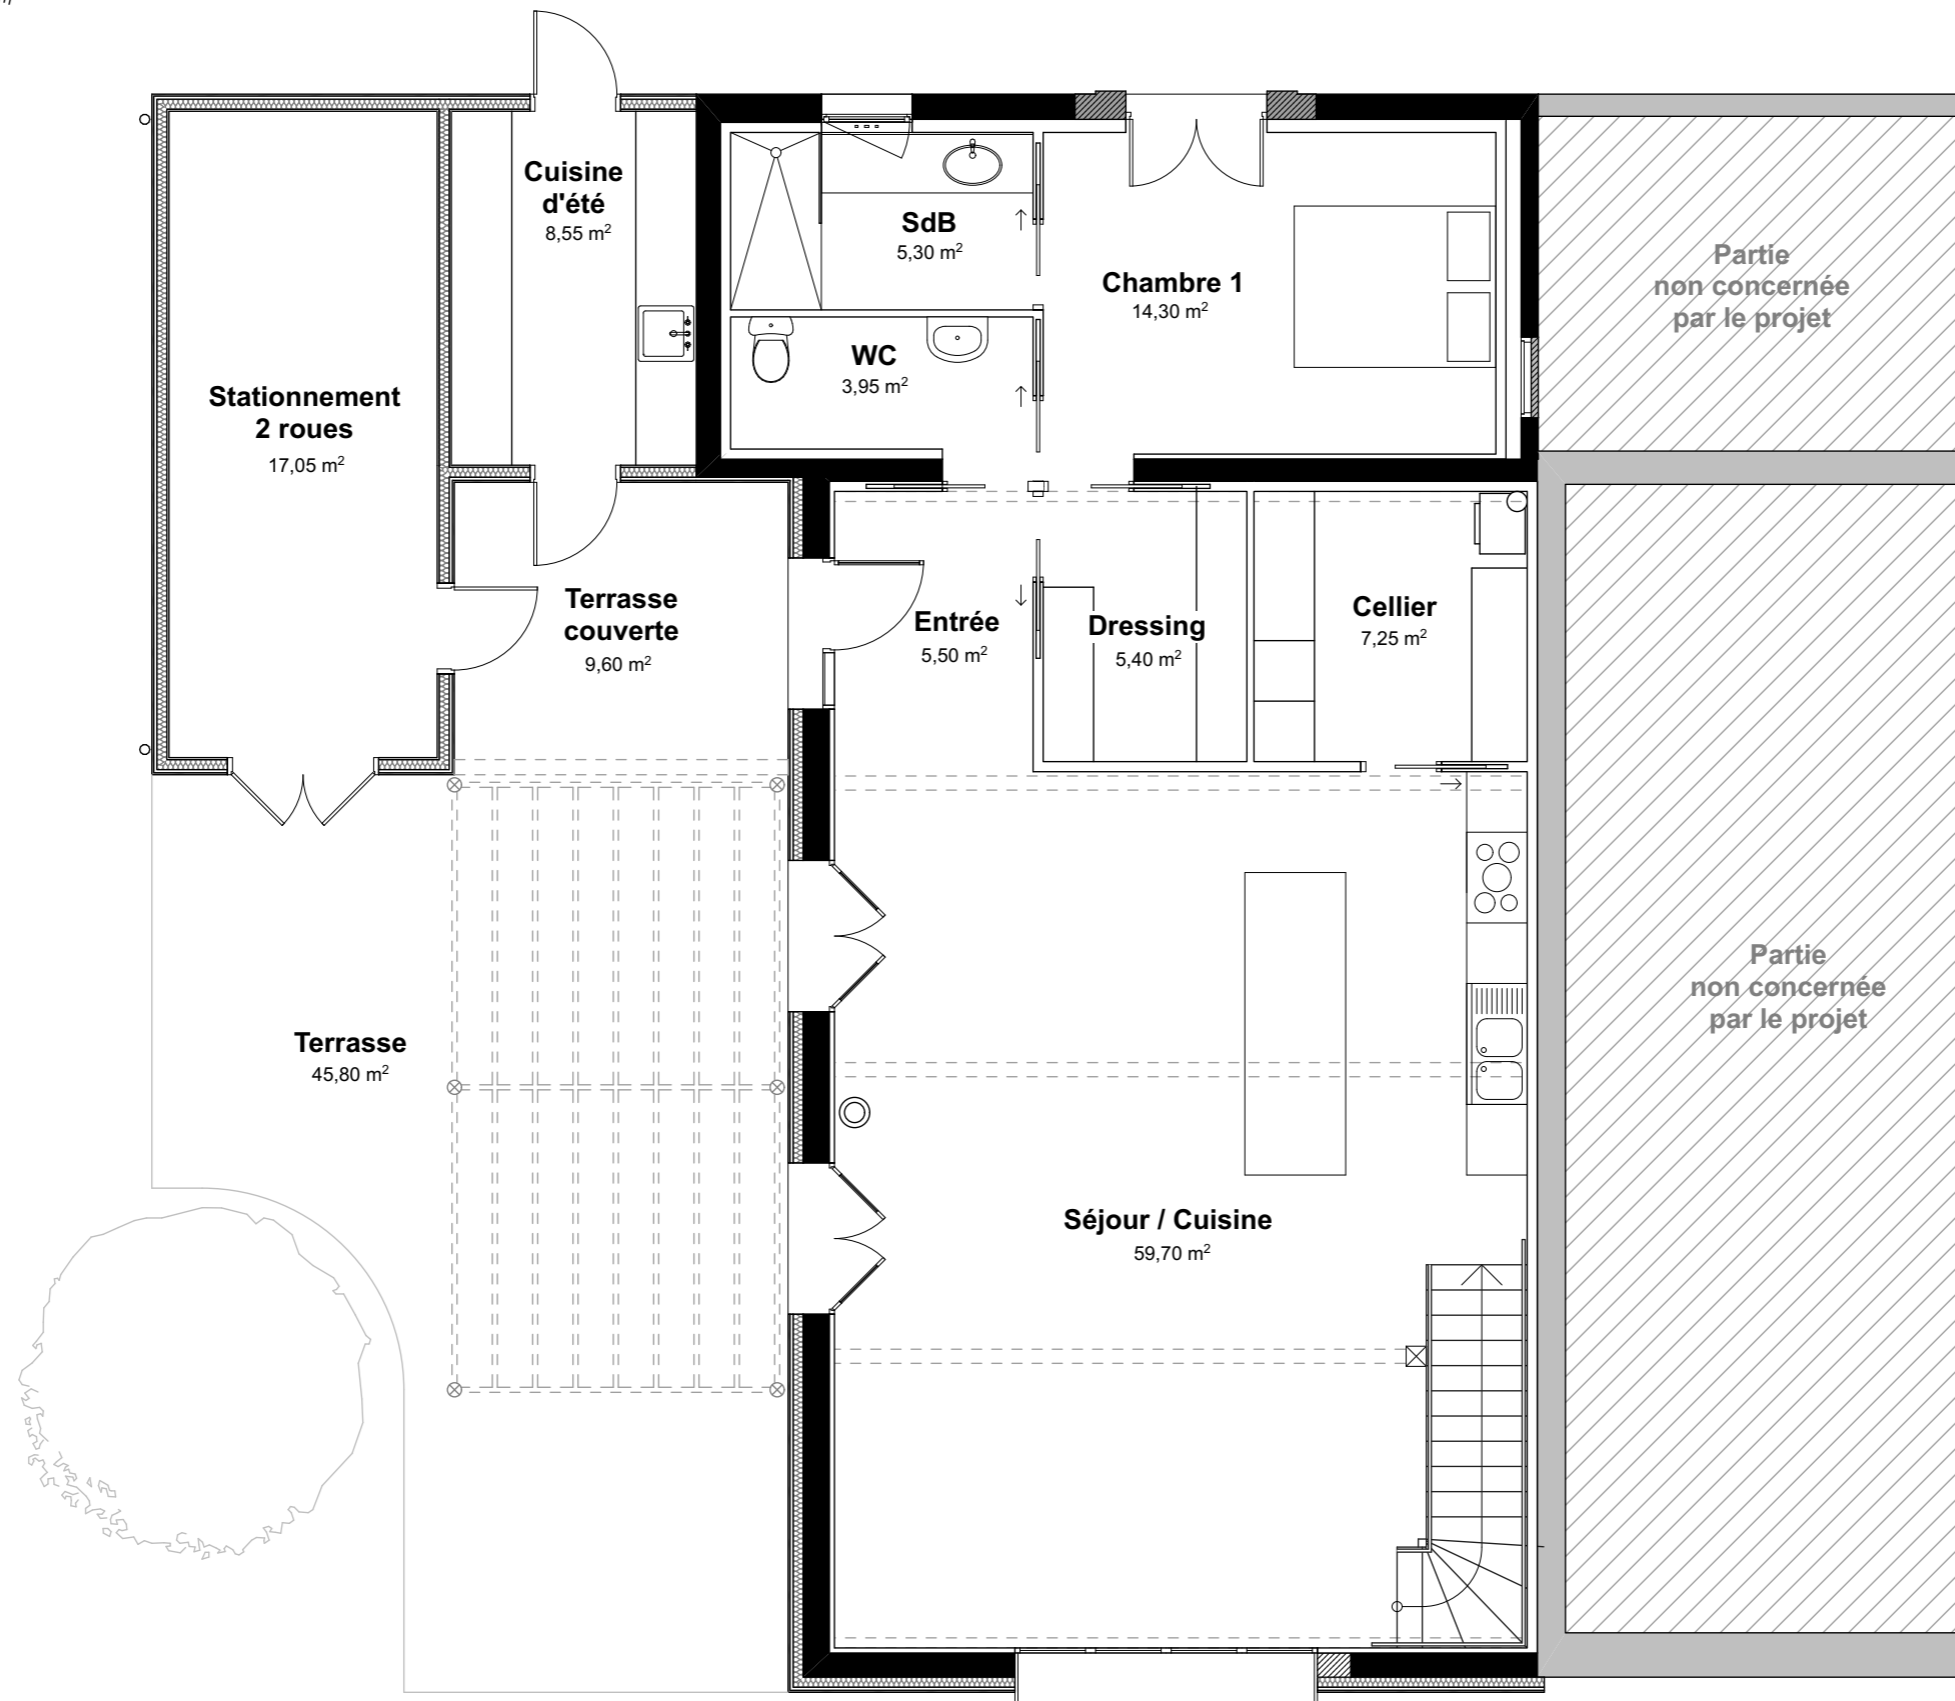 Cuisine
d'été
8,55 m²
SdB
5,30 m²
Chambre 1
14,30 m²
Partie
non concernée
par le projet
WC
3,95 m²
Stationnement
2 roues
17,05 m²
Terrasse
couverte
9,60 m²
Entrée
5,50 m²
Dressing
5,40 m²
Cellier
7,25 m²
Partie
non concernée
par le projet
Terrasse
45,80 m²
Séjour / Cuisine
59,70 m²